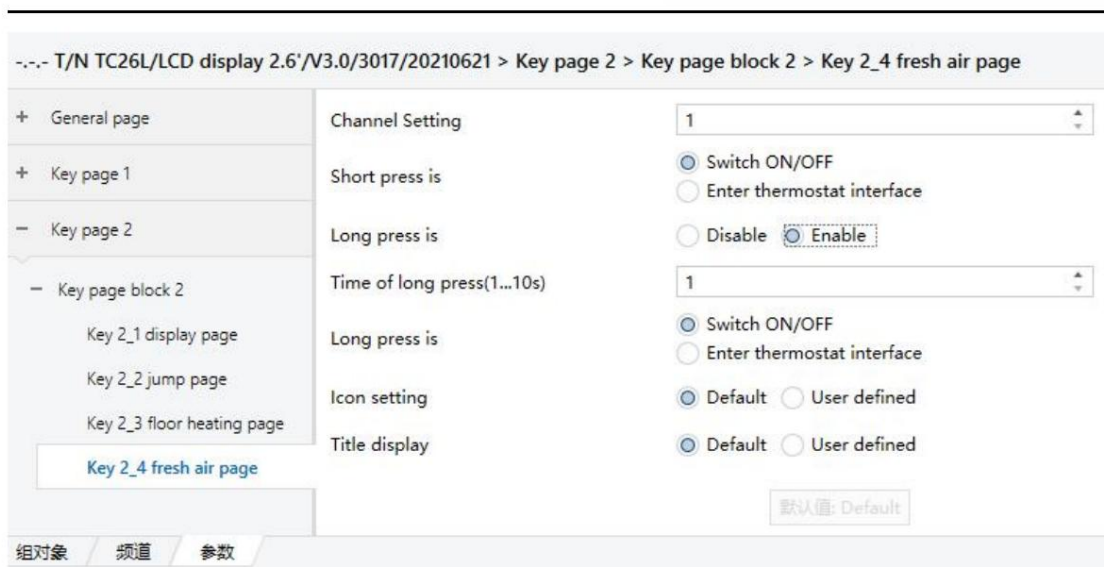 -.-.- T/N TC26L/LCD display 2.6'/V3.0/3017/20210621 > Key page 2 > Key page block 2 > Key 2_4 fresh air page
+ General page
+ Key page 1
− Key page 2
− Key page block 2
Key 2_1 display page
Key 2_2 jump page
Key 2_3 floor heating page
Key 2_4 fresh air page
Channel Setting 1
Short press is Switch ON/OFF
Enter thermostat interface
Long press is Disable Enable
Time of long press(1...10s) 1
Long press is Switch ON/OFF
Enter thermostat interface
Icon setting Default User defined
Title display Default User defined
默认值: Default
组对象 频道 参数